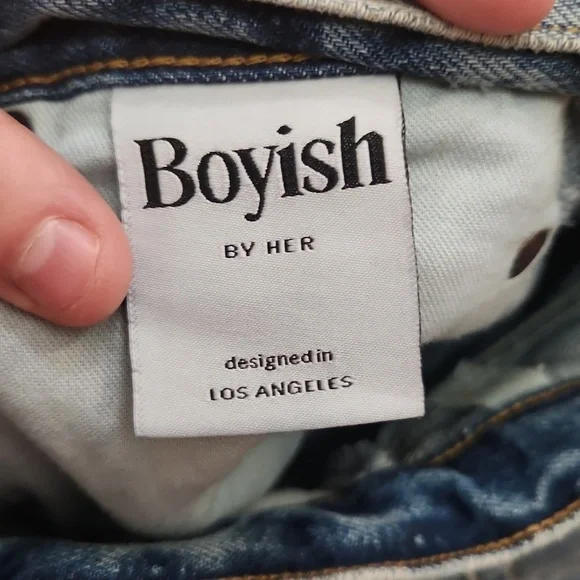 Boyish
BY HER
designed in
LOS ANGELES